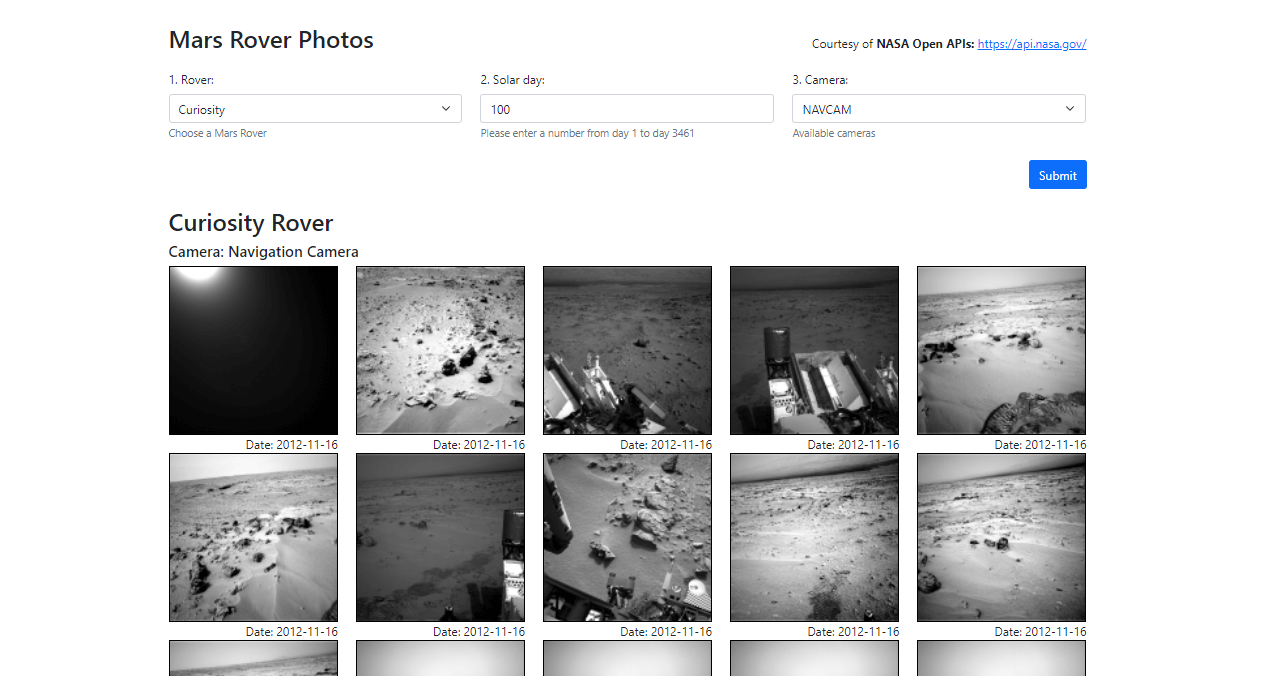 Mars Rover Photos
Courtesy of NASA Open APIs: https://api.nasa.gov/
1. Rover:
2. Solar day:
3. Camera:
Curiosity
100
NAVCAM
Choose a Mars Rover
Please enter a number from day 1 to day 3461
Available cameras
Submit
Curiosity Rover
Camera: Navigation Camera
Date: 2012-11-16
Date: 2012-11-16
Date: 2012-11-16
Date: 2012-11-16
Date: 2012-11-16
Date: 2012-11-16
Date: 2012-11-16
Date: 2012-11-16
Date: 2012-11-16
Date: 2012-11-16